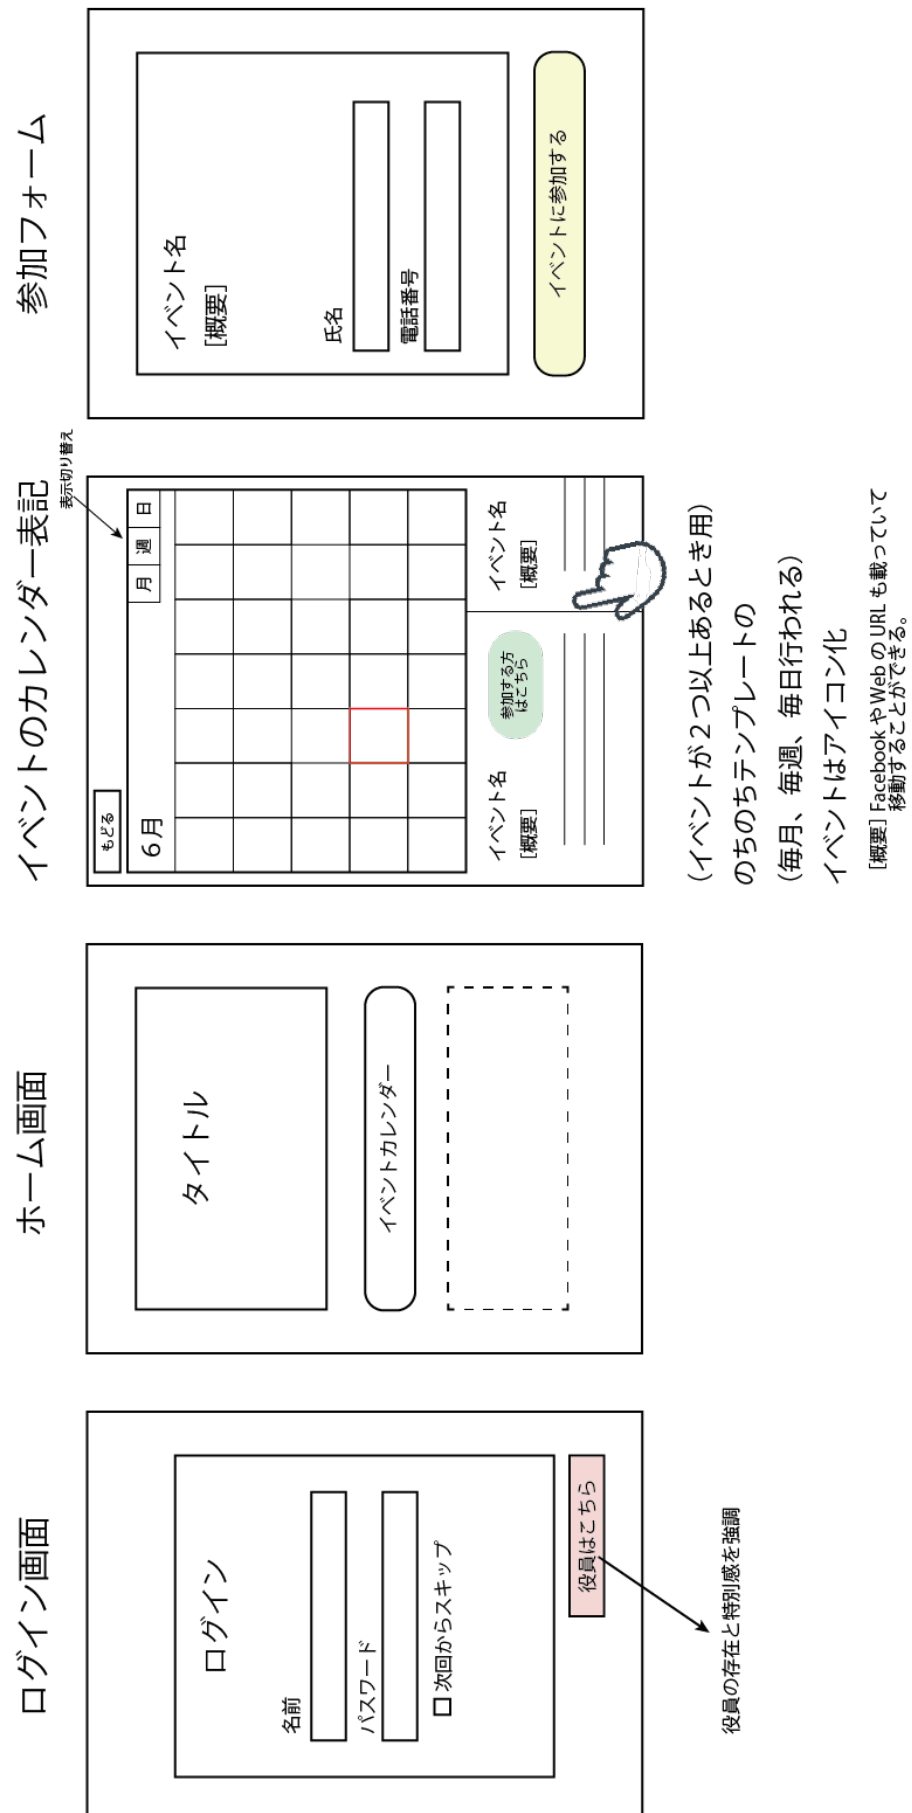 ログイン画面
ログイン
名前
パスワード
次回からスキップ
役員はこちら
役員の存在と特別感を強調
ホーム画面
タイトル
イベントカレンダー
イベントのカレンダー表記
表示切り替え
もどる
6月
月 週 日
イベント名
[概要]
参加する方
はこちら
イベント名
[概要]
(イベントが2つ以上あるとき用)
のちのちテンプレートの
(毎月、毎週、毎日行われる)
イベントはアイコン化
[概要] Facebook や Web の URL も載っていて
移動することができる。
参加フォーム
イベント名
[概要]
氏名
電話番号
イベントに参加する